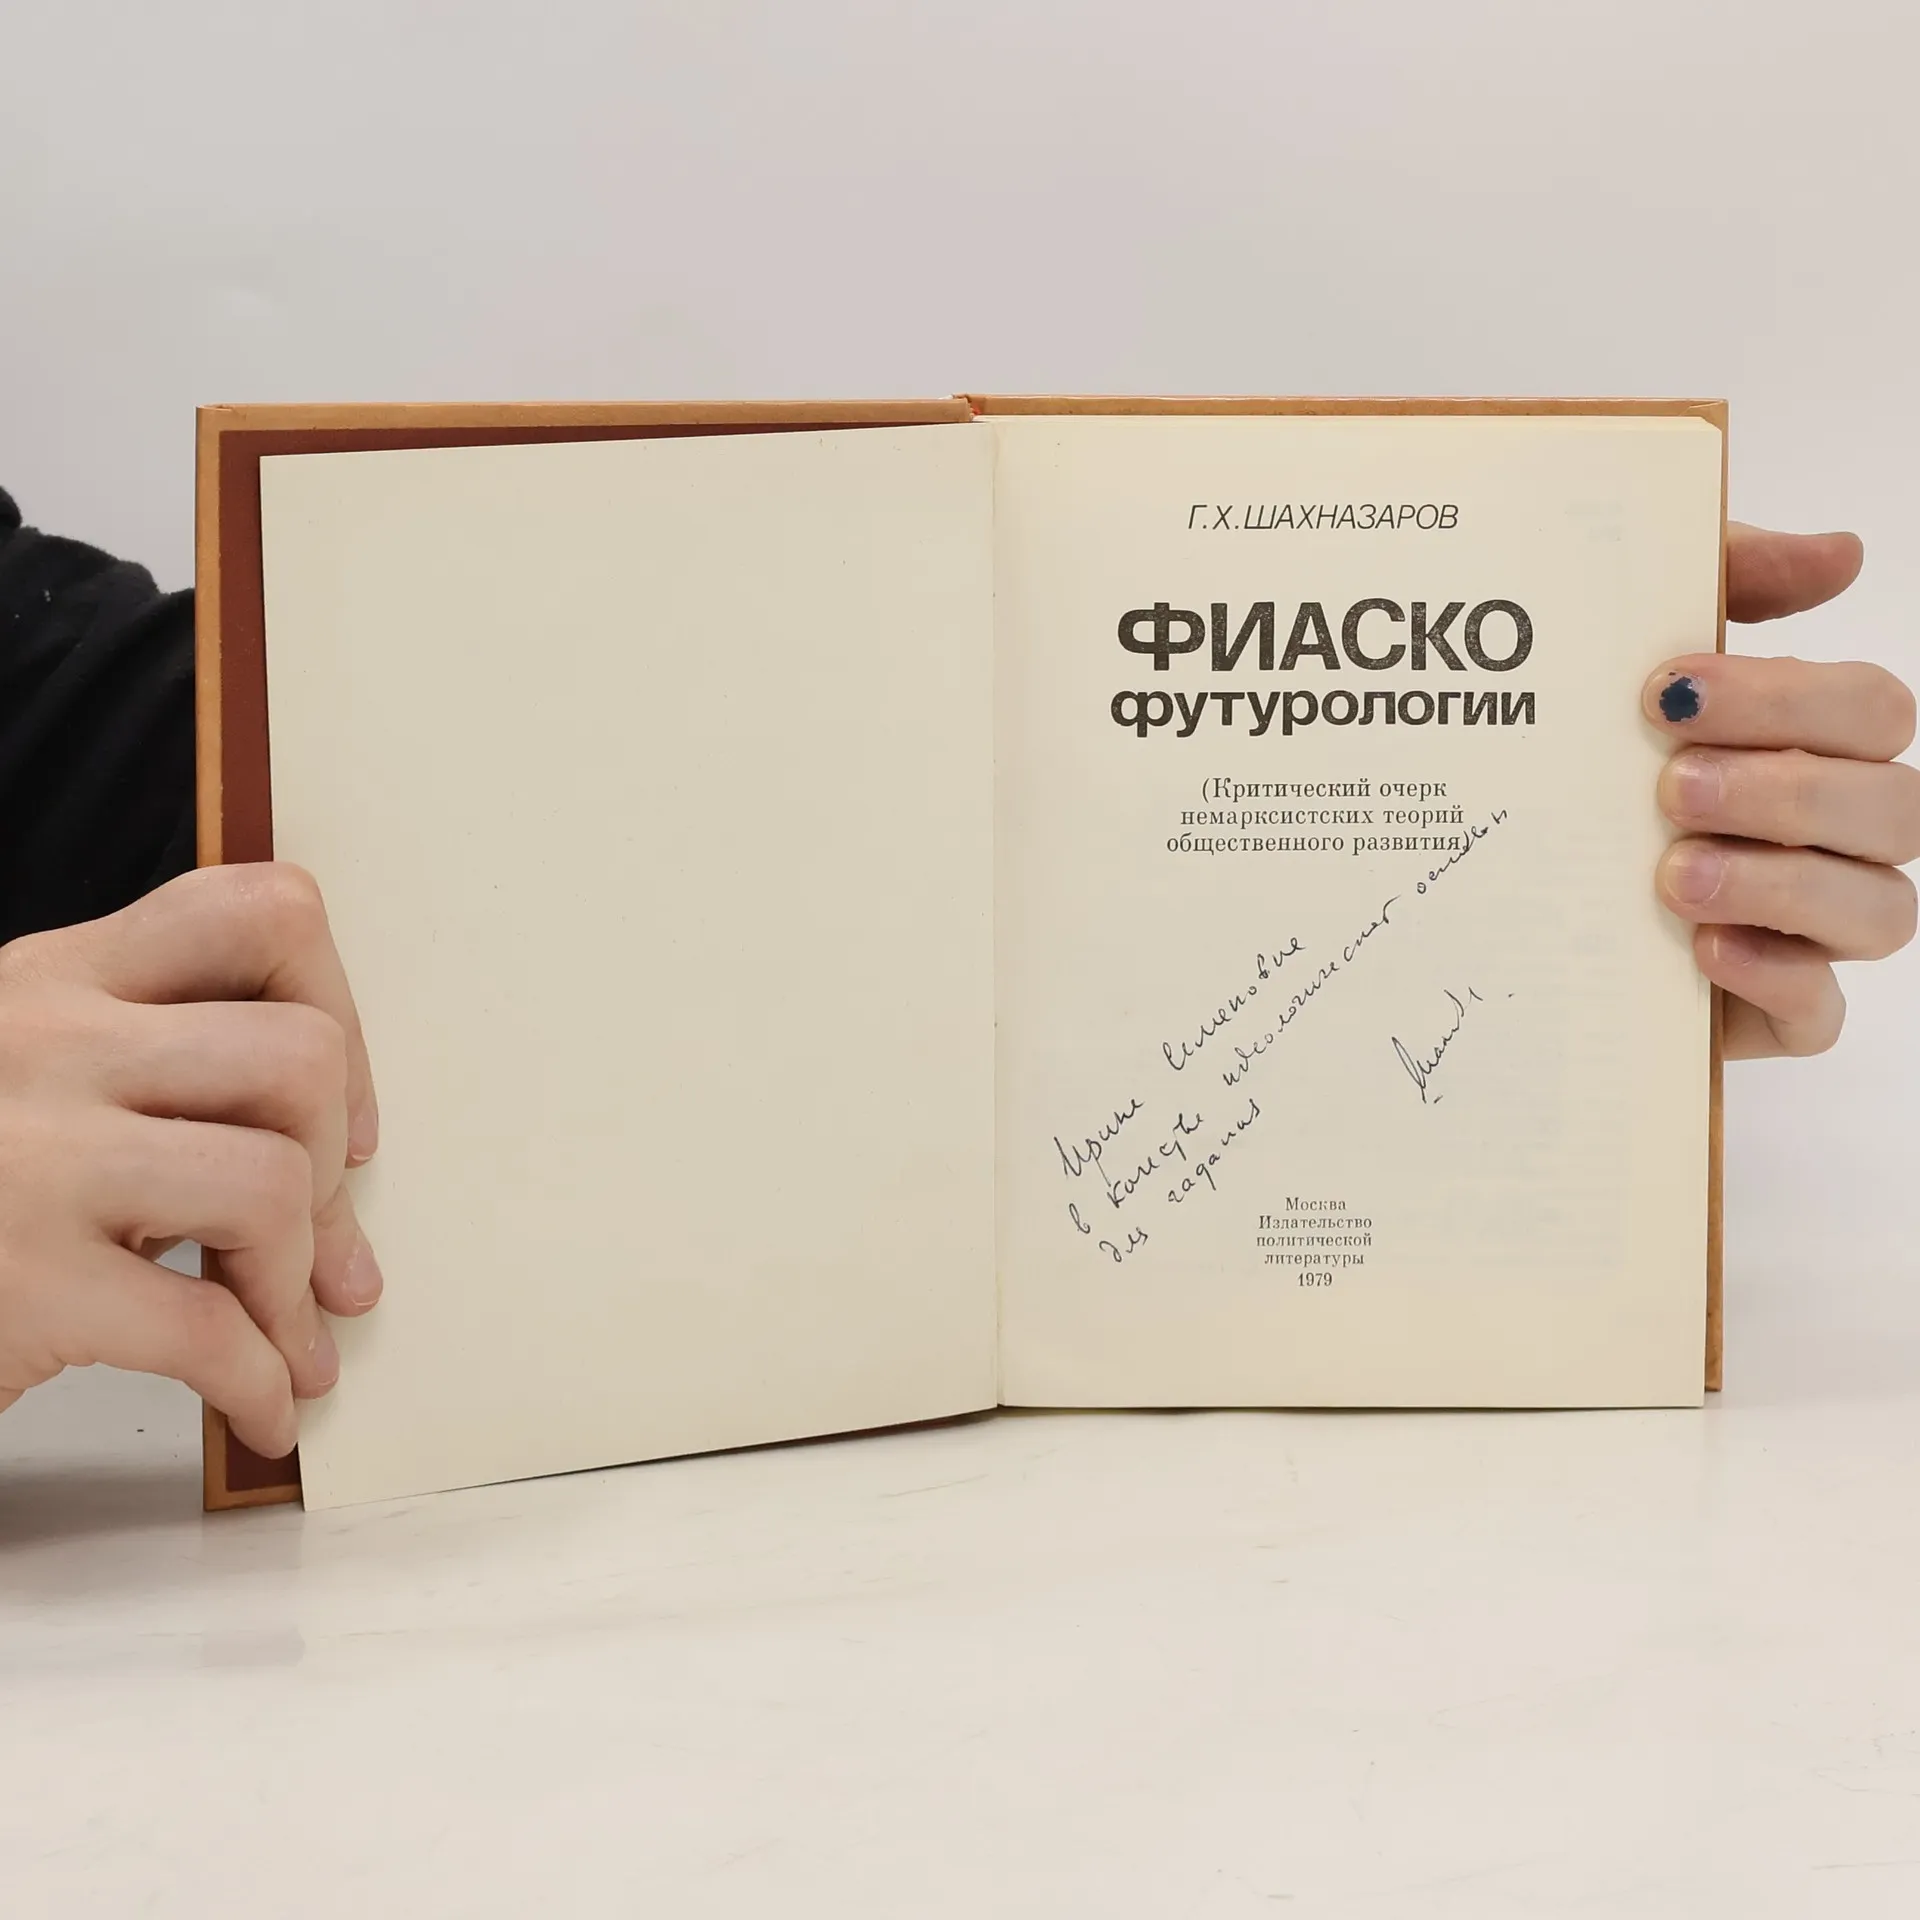 Г.Х.ШАХНАЗАРОВ
ФИАСКО
футурологии
(Критический очерк
немарксистских теорий
общественного развития)
Ирине Семеновне
в качестве идеологической основы
для гадания
Москва
Издательство
политической
литературы
1979